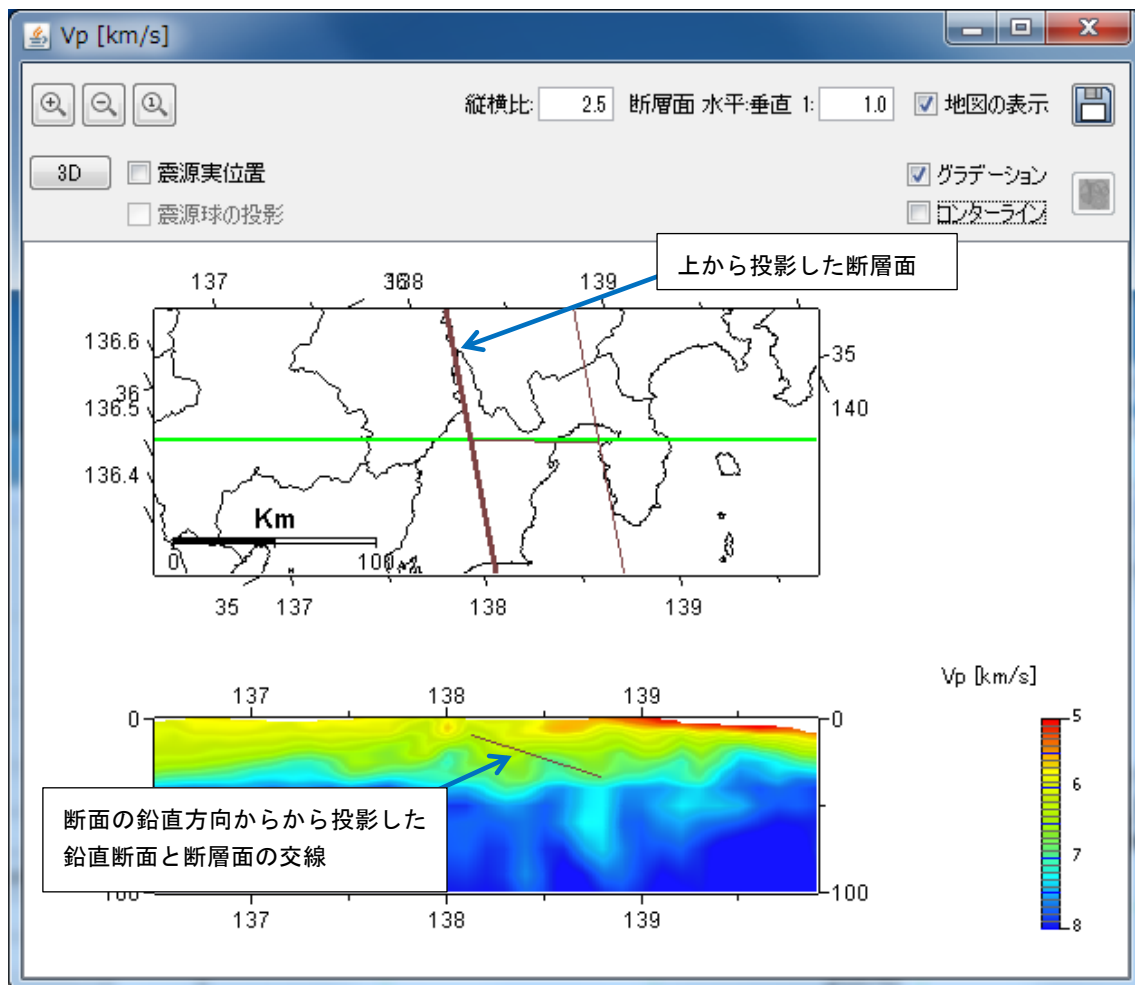 Vp [km/s]
縦横比: 2.5 断層面 水平:垂直 1: 1.0 地図の表示
3D 震源実位置 グラデーション
震源球の投影 コンターライン
上から投影した断層面
137 36 138 139
136.6 35
36
136.5 140
136.4
Km
0 100
35 137 138 139
Vp [km/s]
137 138 139
0 0 5
6
断面の鉛直方向からから投影した
鉛直断面と断層面の交線
7
100 100
137 138 139 8